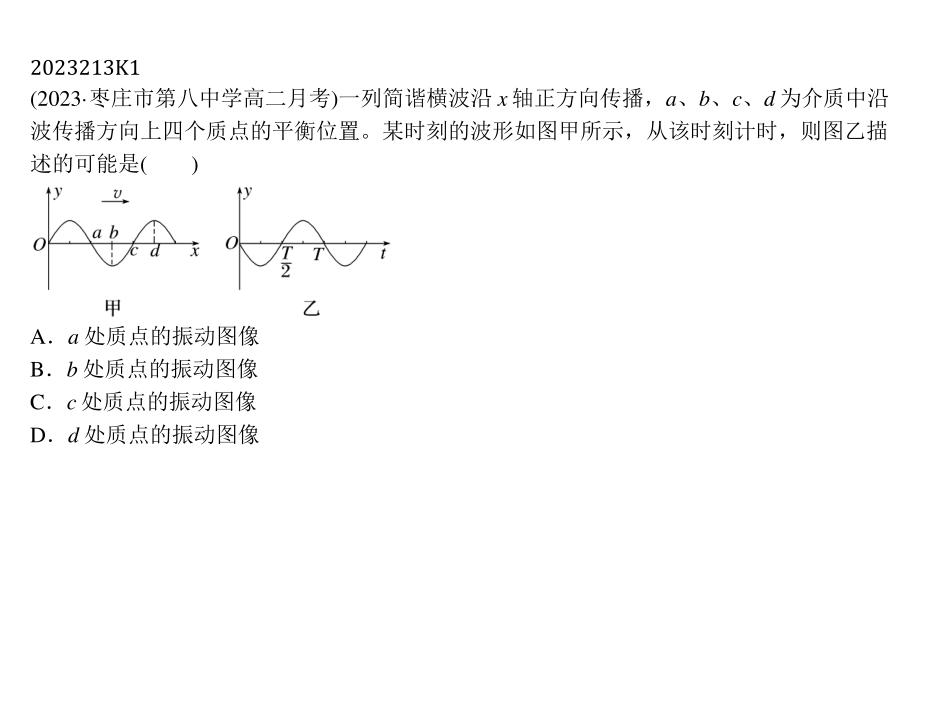 2023213K1
(2023·枣庄市第八中学高二月考)一列简谐横波沿 x 轴正方向传播，a、b、c、d 为介质中沿
波传播方向上四个质点的平衡位置。某时刻的波形如图甲所示，从该时刻计时，则图乙描
述的可能是(　　)
y v a b O c d x
y O T/2 T t
甲 乙
A．a 处质点的振动图像
B．b 处质点的振动图像
C．c 处质点的振动图像
D．d 处质点的振动图像